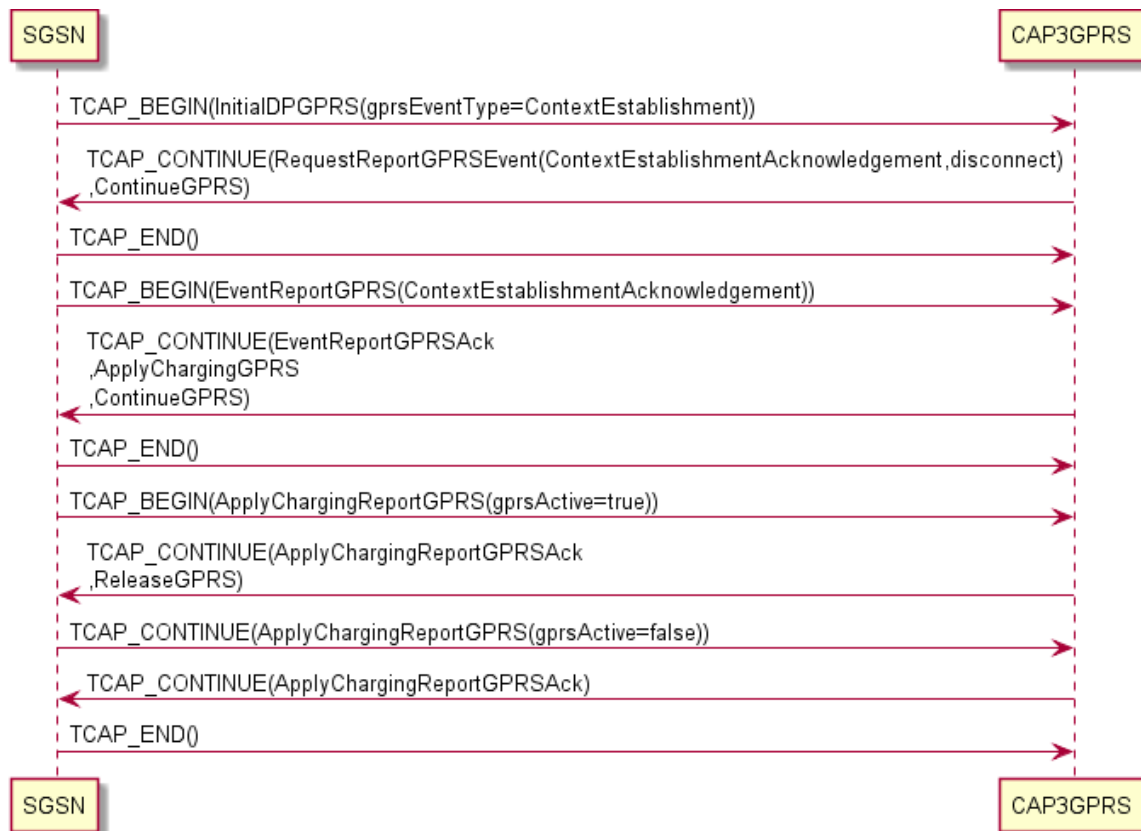 SGSN
CAP3GPRS
TCAP_BEGIN(InitialDPGPRS(gprsEventType=ContextEstablishment))
TCAP_CONTINUE(RequestReportGPRSEvent(ContextEstablishmentAcknowledgement,disconnect)
,ContinueGPRS)
TCAP_END()
TCAP_BEGIN(EventReportGPRS(ContextEstablishmentAcknowledgement))
TCAP_CONTINUE(EventReportGPRSAck
,ApplyChargingGPRS
,ContinueGPRS)
TCAP_END()
TCAP_BEGIN(ApplyChargingReportGPRS(gprsActive=true))
TCAP_CONTINUE(ApplyChargingReportGPRSAck
,ReleaseGPRS)
TCAP_CONTINUE(ApplyChargingReportGPRS(gprsActive=false))
TCAP_CONTINUE(ApplyChargingReportGPRSAck)
TCAP_END()
SGSN
CAP3GPRS